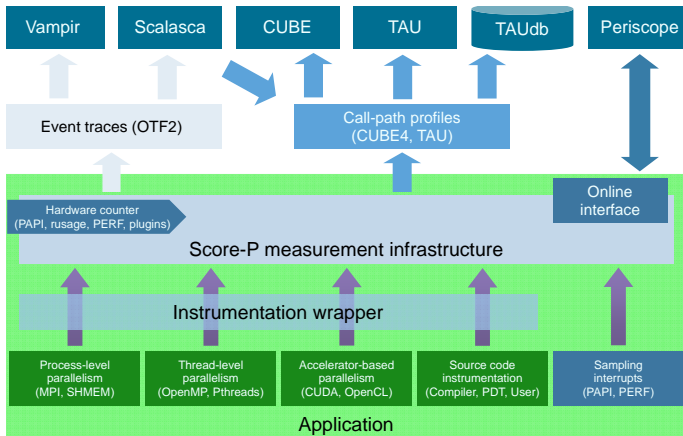 Vampir
Scalasca
CUBE
TAU
TAUdb
Periscope
Event traces (OTF2)
Call-path profiles
(CUBE4, TAU)
Online
interface
Hardware counter
(PAPI, rusage, PERF, plugins)
Score-P measurement infrastructure
Instrumentation wrapper
Process-level
parallelism
(MPI, SHMEM)
Thread-level
parallelism
(OpenMP, Pthreads)
Accelerator-based
parallelism
(CUDA, OpenCL)
Source code
instrumentation
(Compiler, PDT, User)
Sampling
interrupts
(PAPI, PERF)
Application